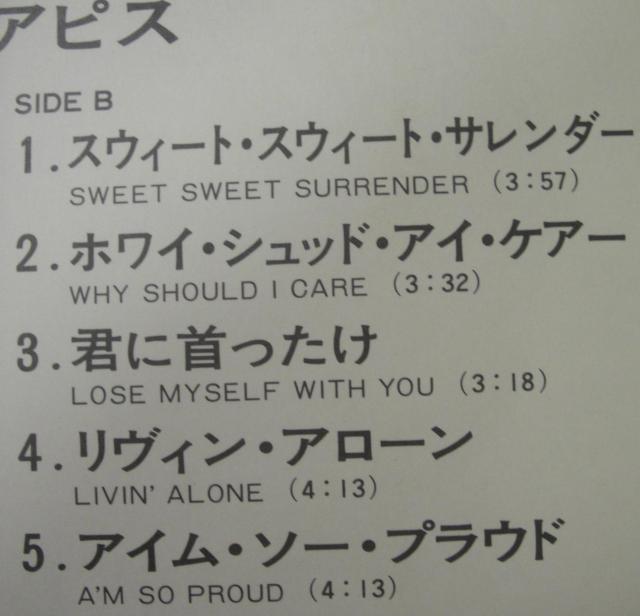 アピス
SIDE B
1.スウィート・スウィート・サレンダー
SWEET SWEET SURRENDER (3:57)
2.ホワイ・シュッド・アイ・ケアー
WHY SHOULD I CARE (3:32)
3.君に首ったけ
LOSE MYSELF WITH YOU (3:18)
4.リヴィン・アローン
LIVIN' ALONE (4:13)
5.アイム・ソー・プラウド
A'M SO PROUD (4:13)